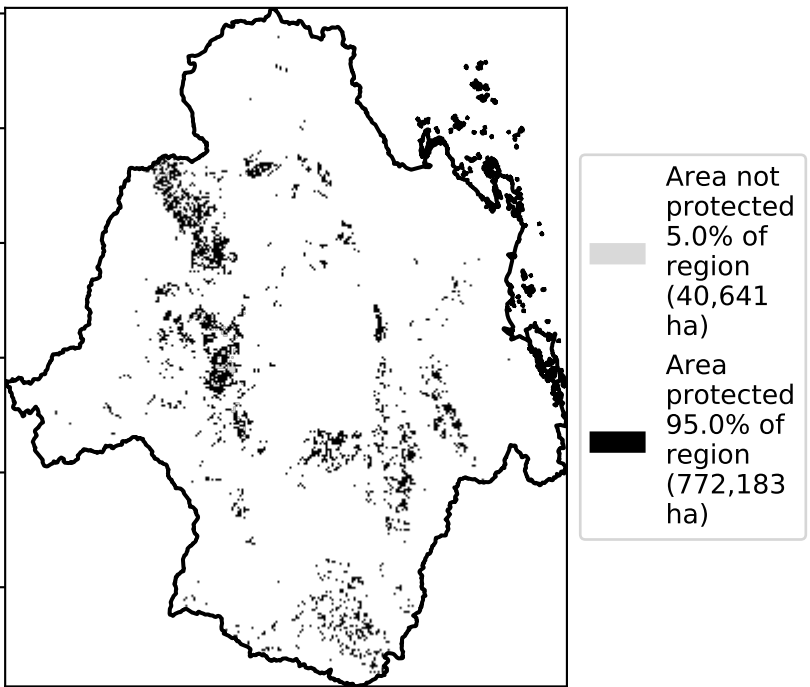 Area not
protected
5.0% of
region
(40,641
ha)
Area
protected
95.0% of
region
(772,183
ha)